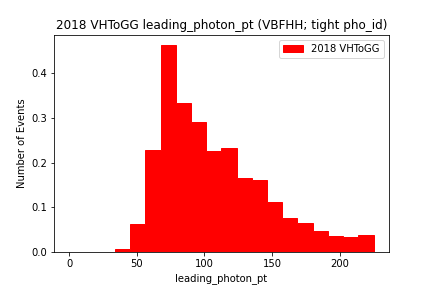 2018 VHToGG leading_photon_pt (VBFHH; tight pho_id)
2018 VHToGG
Number of Events
0.4
0.3
0.2
0.1
0.0
0 50 100 150 200
leading_photon_pt